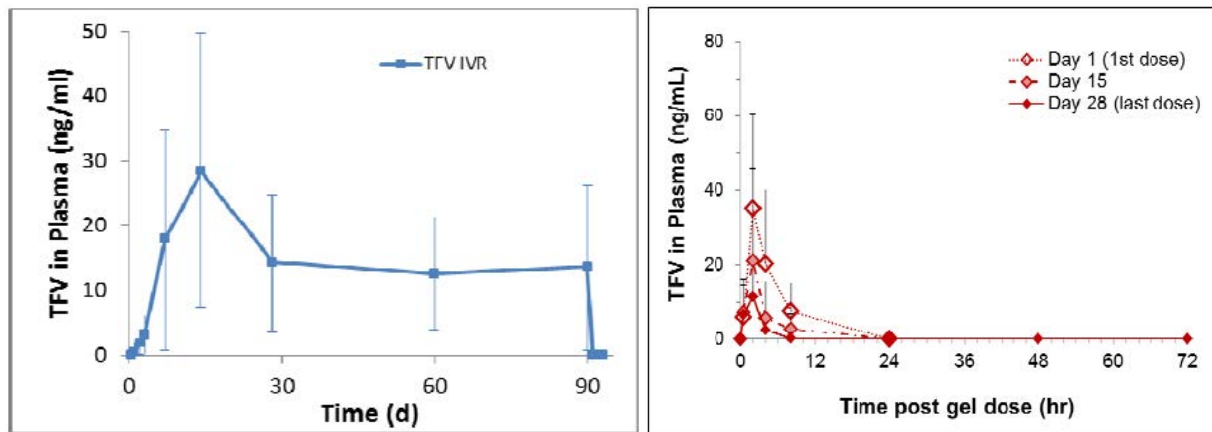 TFV in Plasma (ng/ml)
50
40
30
20
10
0
TFV IVR
0 30 60 90
Time (d)
TFV in Plasma (ng/mL)
80
60
40
20
0
Day 1 (1st dose)
Day 15
Day 28 (last dose)
0 12 24 36 48 60 72
Time post gel dose (hr)